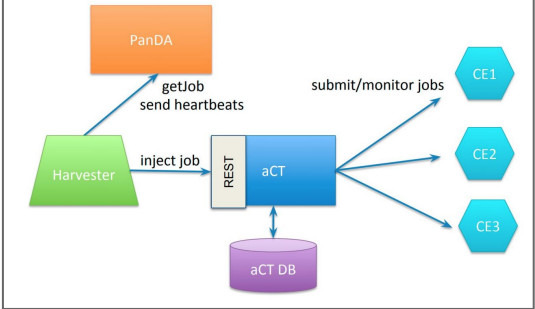 PanDA
CE1
getJob
send heartbeats
submit/monitor jobs
CE2
inject job
REST
aCT
Harvester
CE3
aCT DB